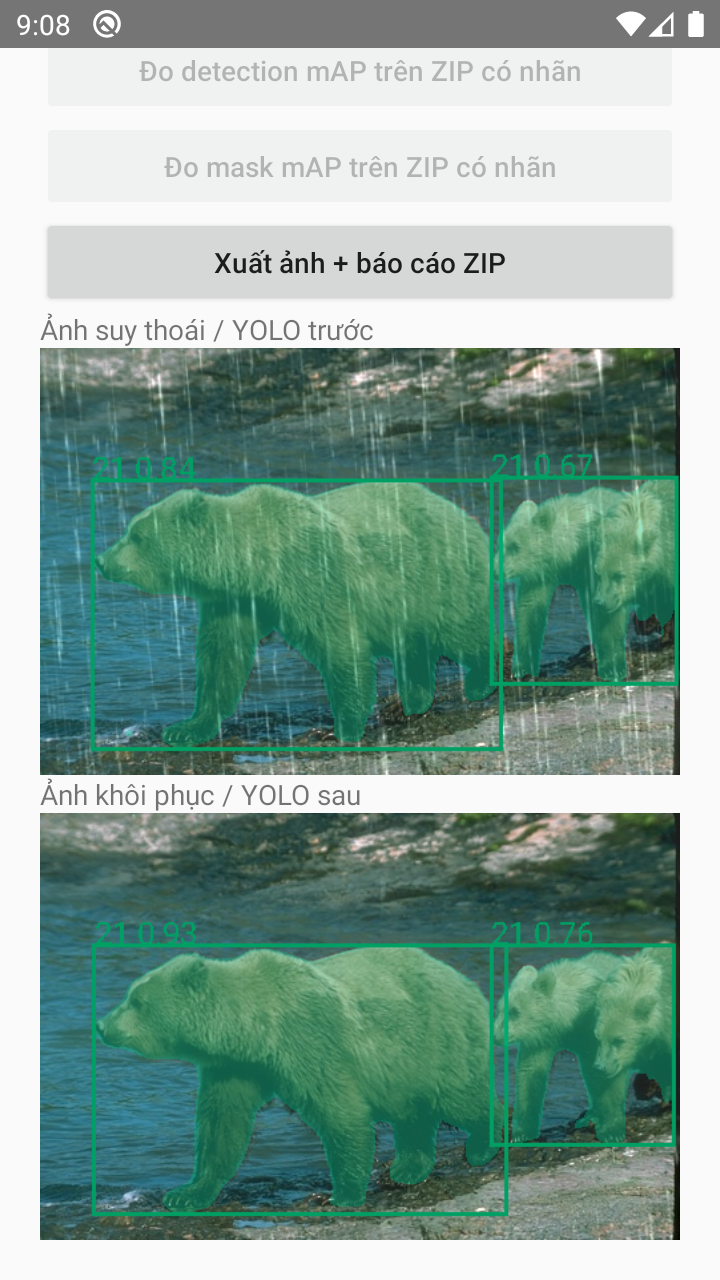 9:08
Đo detection mAP trên ZIP có nhãn
Đo mask mAP trên ZIP có nhãn
Xuất ảnh + báo cáo ZIP
Ảnh suy thoái / YOLO trước
21 0.84
21 0.67
Ảnh khôi phục / YOLO sau
21 0.93
21 0.76